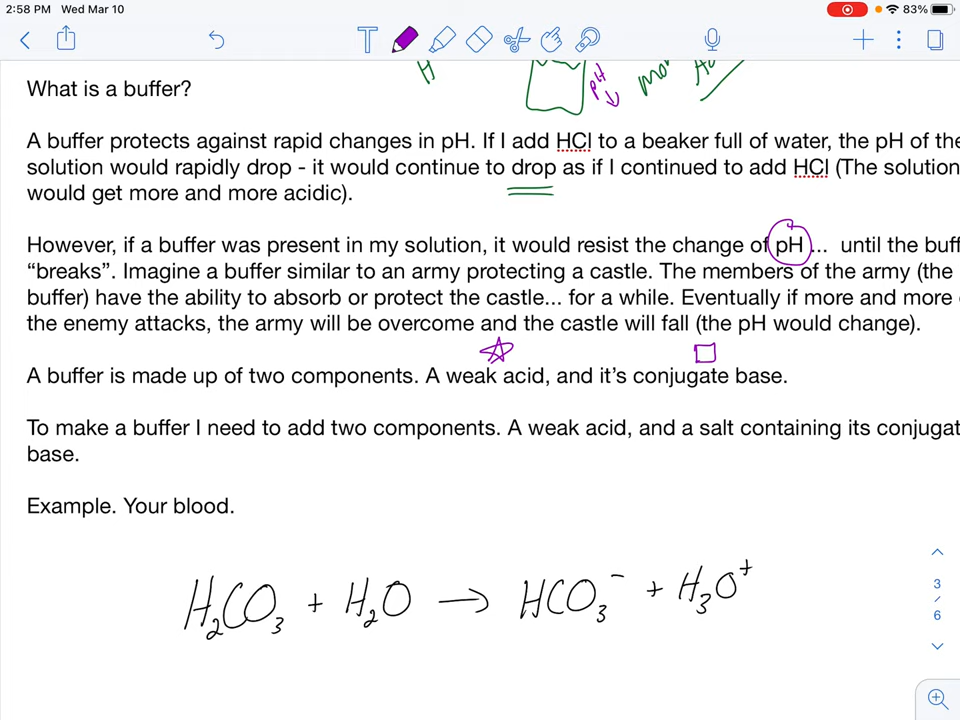 2:58 PM Wed Mar 10
83%
T
H
pH
What is a buffer?
A buffer protects against rapid changes in pH. If I add HCl to a beaker full of water, the pH of the
solution would rapidly drop - it would continue to drop as if I continued to add HCl (The solution
would get more and more acidic).
However, if a buffer was present in my solution, it would resist the change of pH... until the
“breaks”. Imagine a buffer similar to an army protecting a castle. The members of the army (the
buffer) have the ability to absorb or protect the castle... for a while. Eventually if more and more
the enemy attacks, the army will be overcome and the castle will fall (the pH would change).
A buffer is made up of two components. A weak acid, and it’s conjugate base.
To make a buffer I need to add two components. A weak acid, and a salt containing its
base.
Example. Your blood.
H₂CO₃ + H₂O → HCO₃⁻ + H₃O⁺
3
/
6